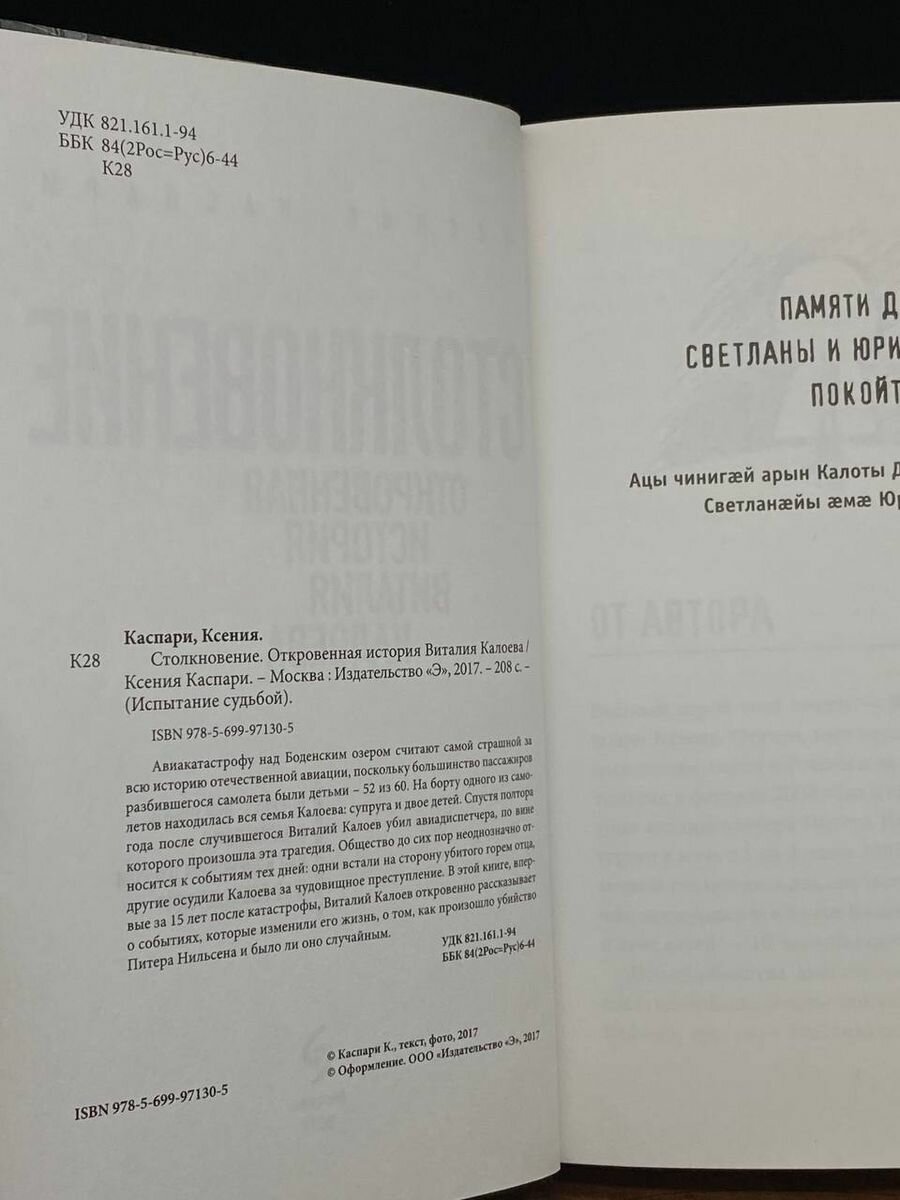 УДК 821.161.1-94
ББК 84(2Рос=Рус)6-44
К28
Каспари, Ксения.
К28 Столкновение. Откровенная история Виталия Калоева /
Ксения Каспари. – Москва : Издательство «Э», 2017. – 208 с. –
(Испытание судьбой).
ISBN 978-5-699-97130-5
Авиакатастрофу над Боденским озером считают самой страшной за
всю историю отечественной авиации, поскольку большинство пассажиров
разбившегося самолета были детьми – 52 из 60. На борту одного из само-
летов находилась вся семья Калоева: супруга и двое детей. Спустя полтора
года после случившегося Виталий Калоев убил авиадиспетчера, по вине
которого произошла эта трагедия. Общество до сих пор неоднозначно от-
носится к событиям тех дней: одни встали на сторону убитого горем отца,
другие осудили Калоева за чудовищное преступление. В этой книге, впер-
вые за 15 лет после катастрофы, Виталий Калоев откровенно рассказывает
о событиях, которые изменили его жизнь, о том, как произошло убийство
Питера Нильсена и было ли оно случайным.
УДК 821.161.1-94
ББК 84(2Рос=Рус)6-44
© Каспари К., текст, фото, 2017
© Оформление. ООО «Издательство «Э», 2017
ISBN 978-5-699-97130-5
ПАМЯТИ Д
СВЕТЛАНЫ И ЮРИ
ПОКОЙТ
Ацы чинигæй арын Калоты Д
Светланæйы æмæ Юр